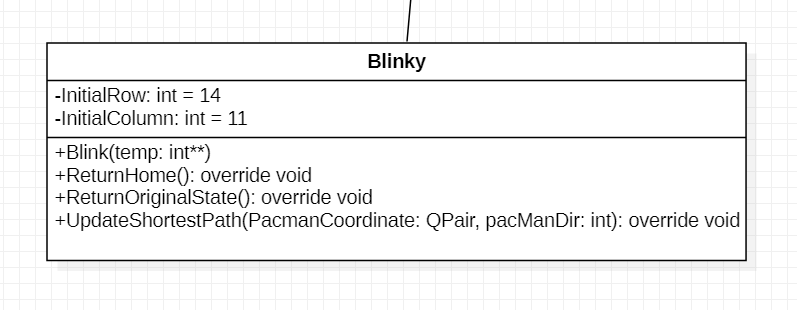 Blinky
-InitialRow: int = 14
-InitialColumn: int = 11
+Blink(temp: int**)
+ReturnHome(): override void
+ReturnOriginalState(): override void
+UpdateShortestPath(PacmanCoordinate: QPair, pacManDir: int): override void